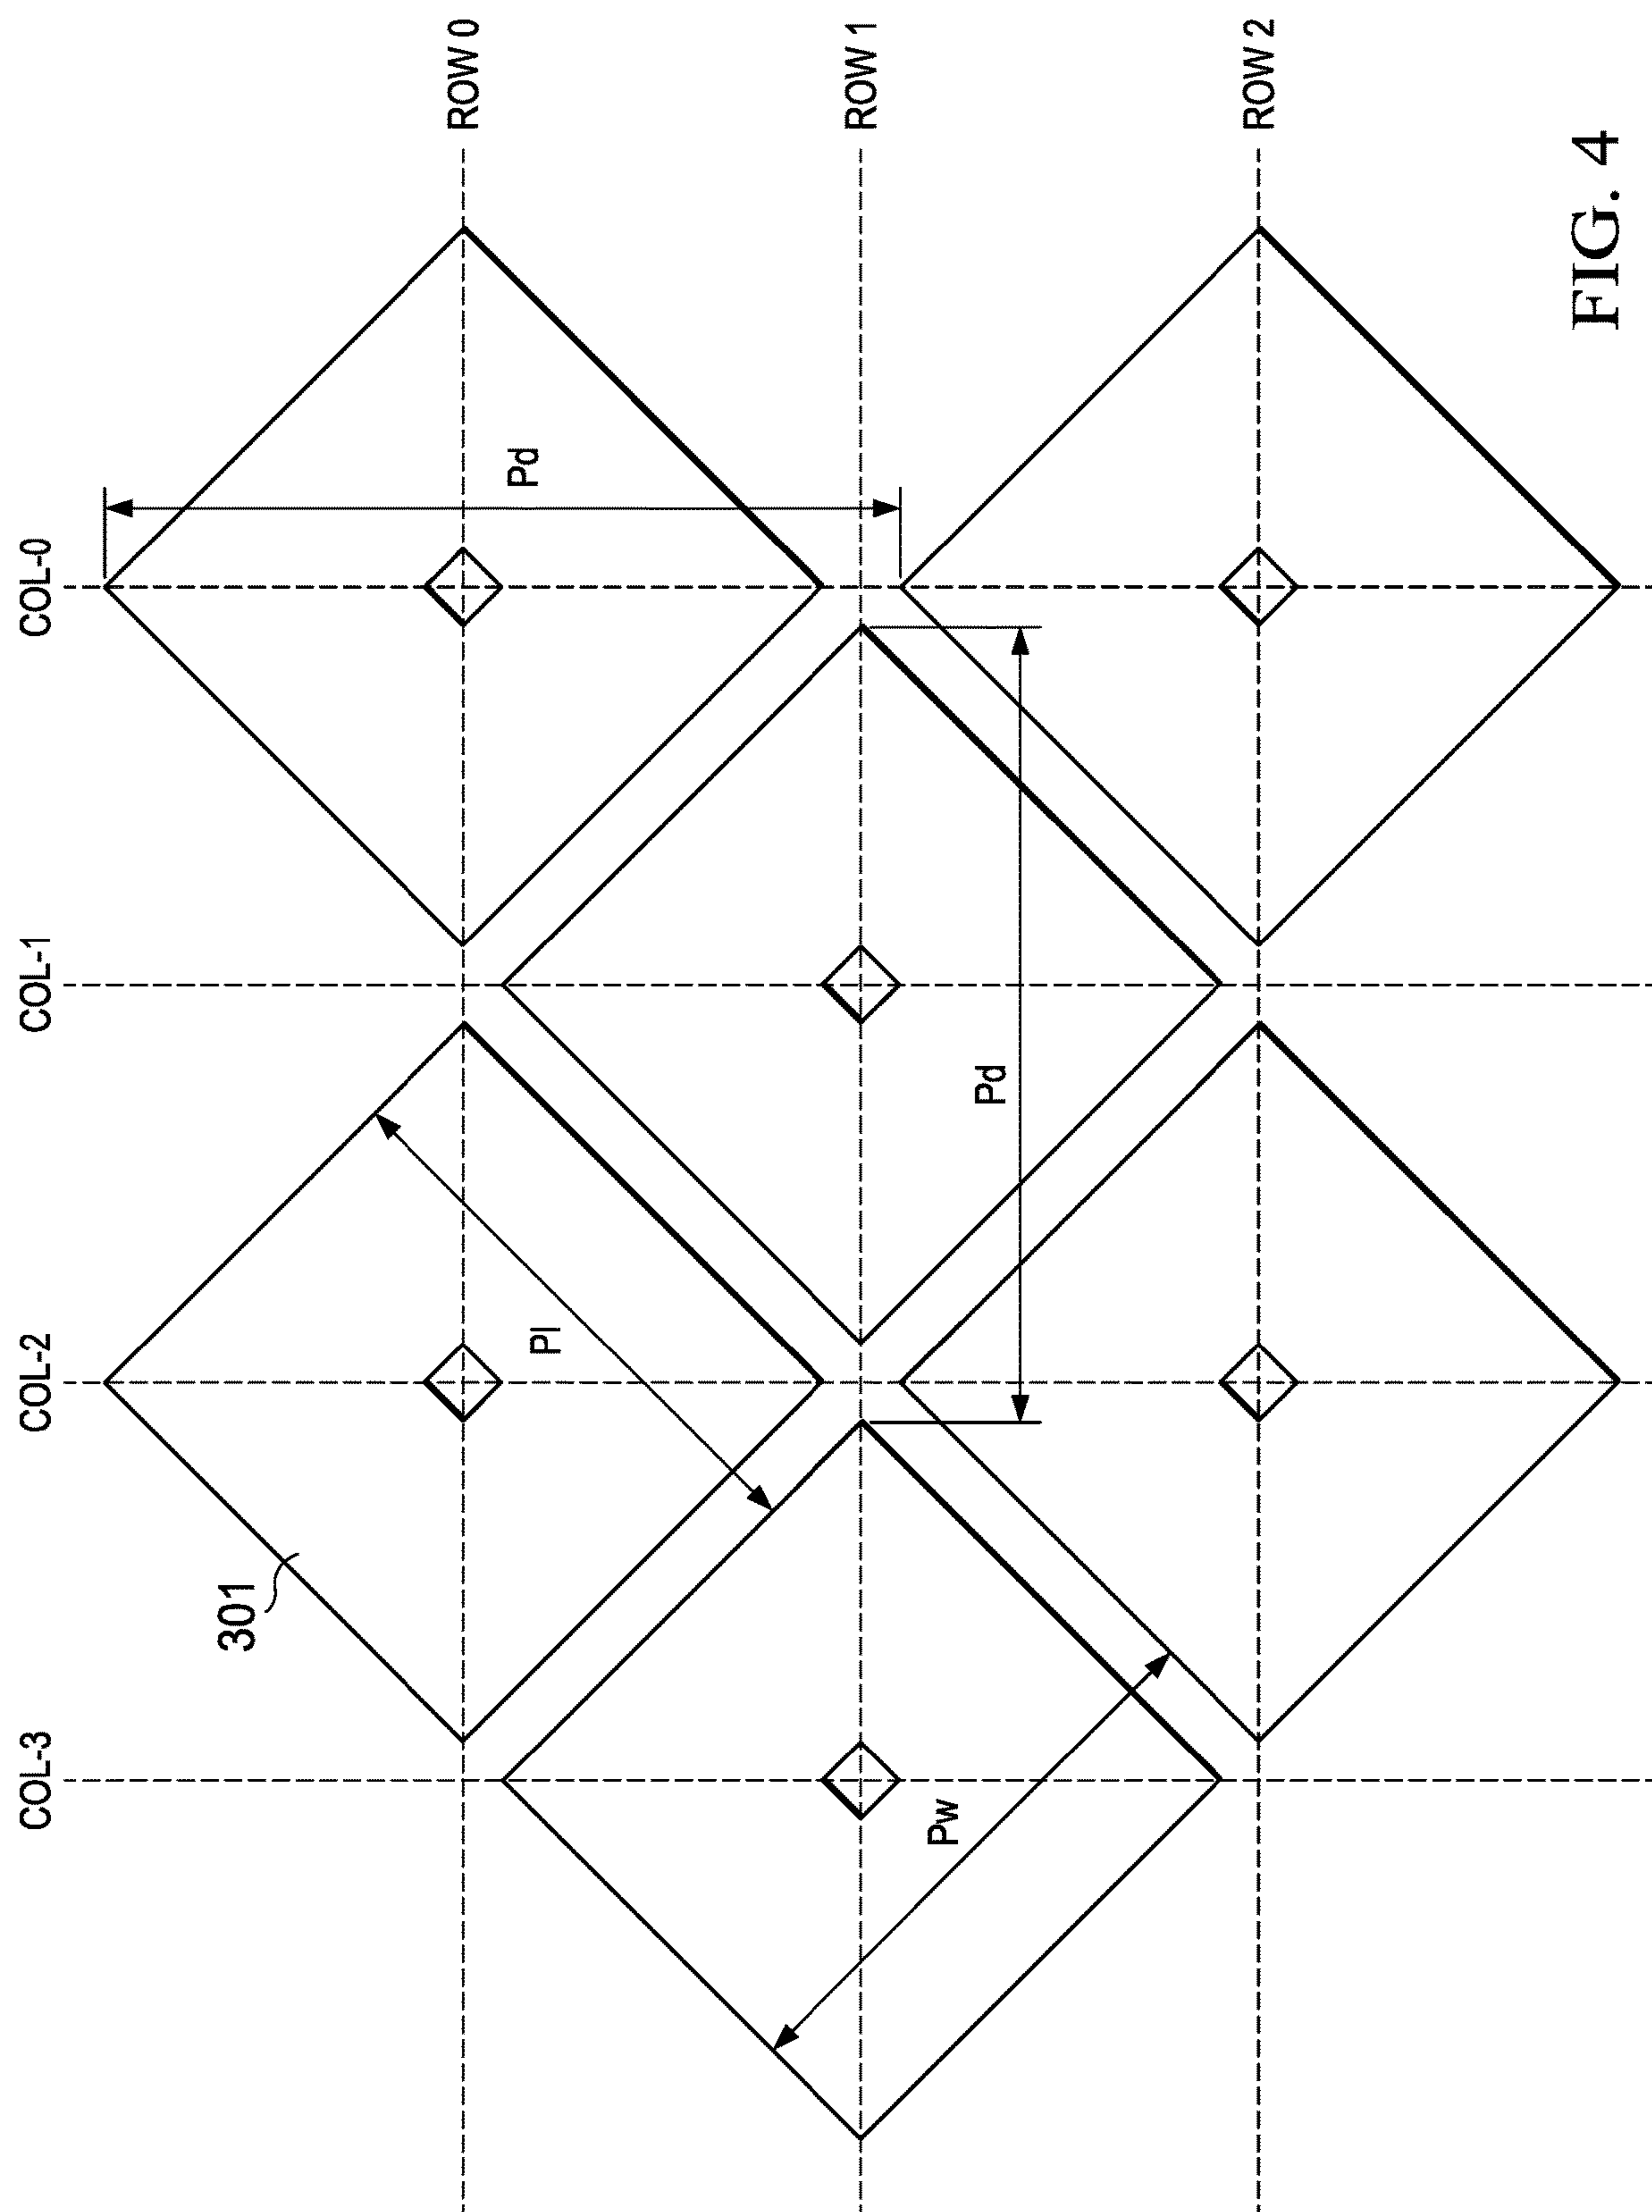 COL-3
COL-2
COL-1
COL-0
301
Pl
Pd
Pw
Pd
ROW 0
ROW 1
ROW 2
FIG. 4